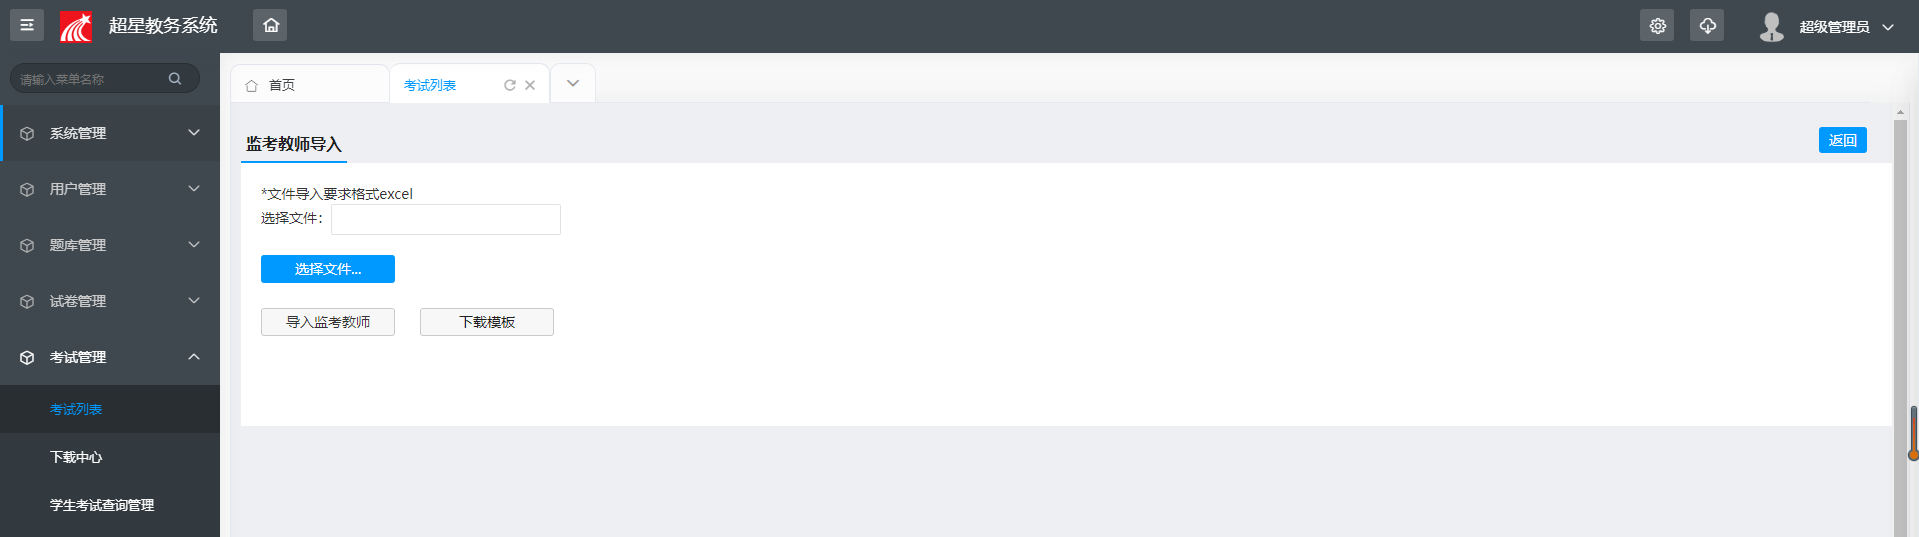 超星教务系统
超级管理员
请输入菜单名称
首页
考试列表
系统管理
用户管理
题库管理
试卷管理
考试管理
考试列表
下载中心
学生考试查询管理
监考教师导入
返回
*文件导入要求格式excel
选择文件：
选择文件...
导入监考教师
下载模板